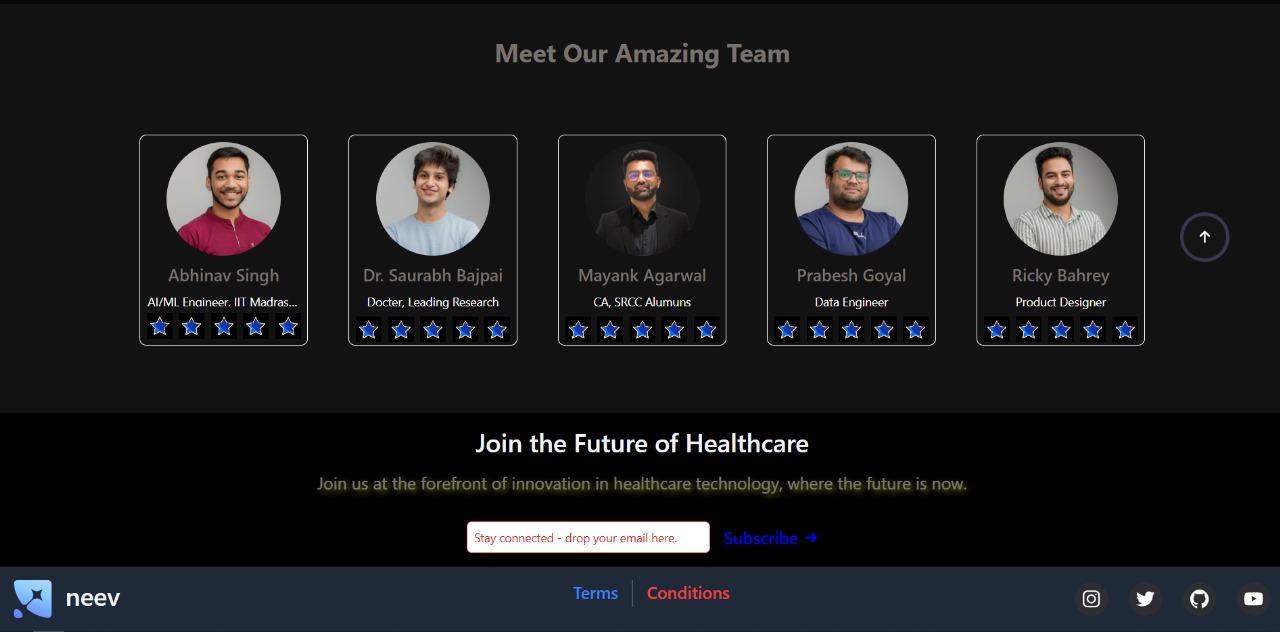 Meet Our Amazing Team
Abhinav Singh
AI/ML Engineer. IIT Madras...
Dr. Saurabh Bajpai
Docter, Leading Research
Mayank Agarwal
CA, SRCC Alumuns
Prabesh Goyal
Data Engineer
Ricky Bahrey
Product Designer
Join the Future of Healthcare
Join us at the forefront of innovation in healthcare technology, where the future is now.
Stay connected - drop your email here.
Subscribe →
neev
Terms
Conditions